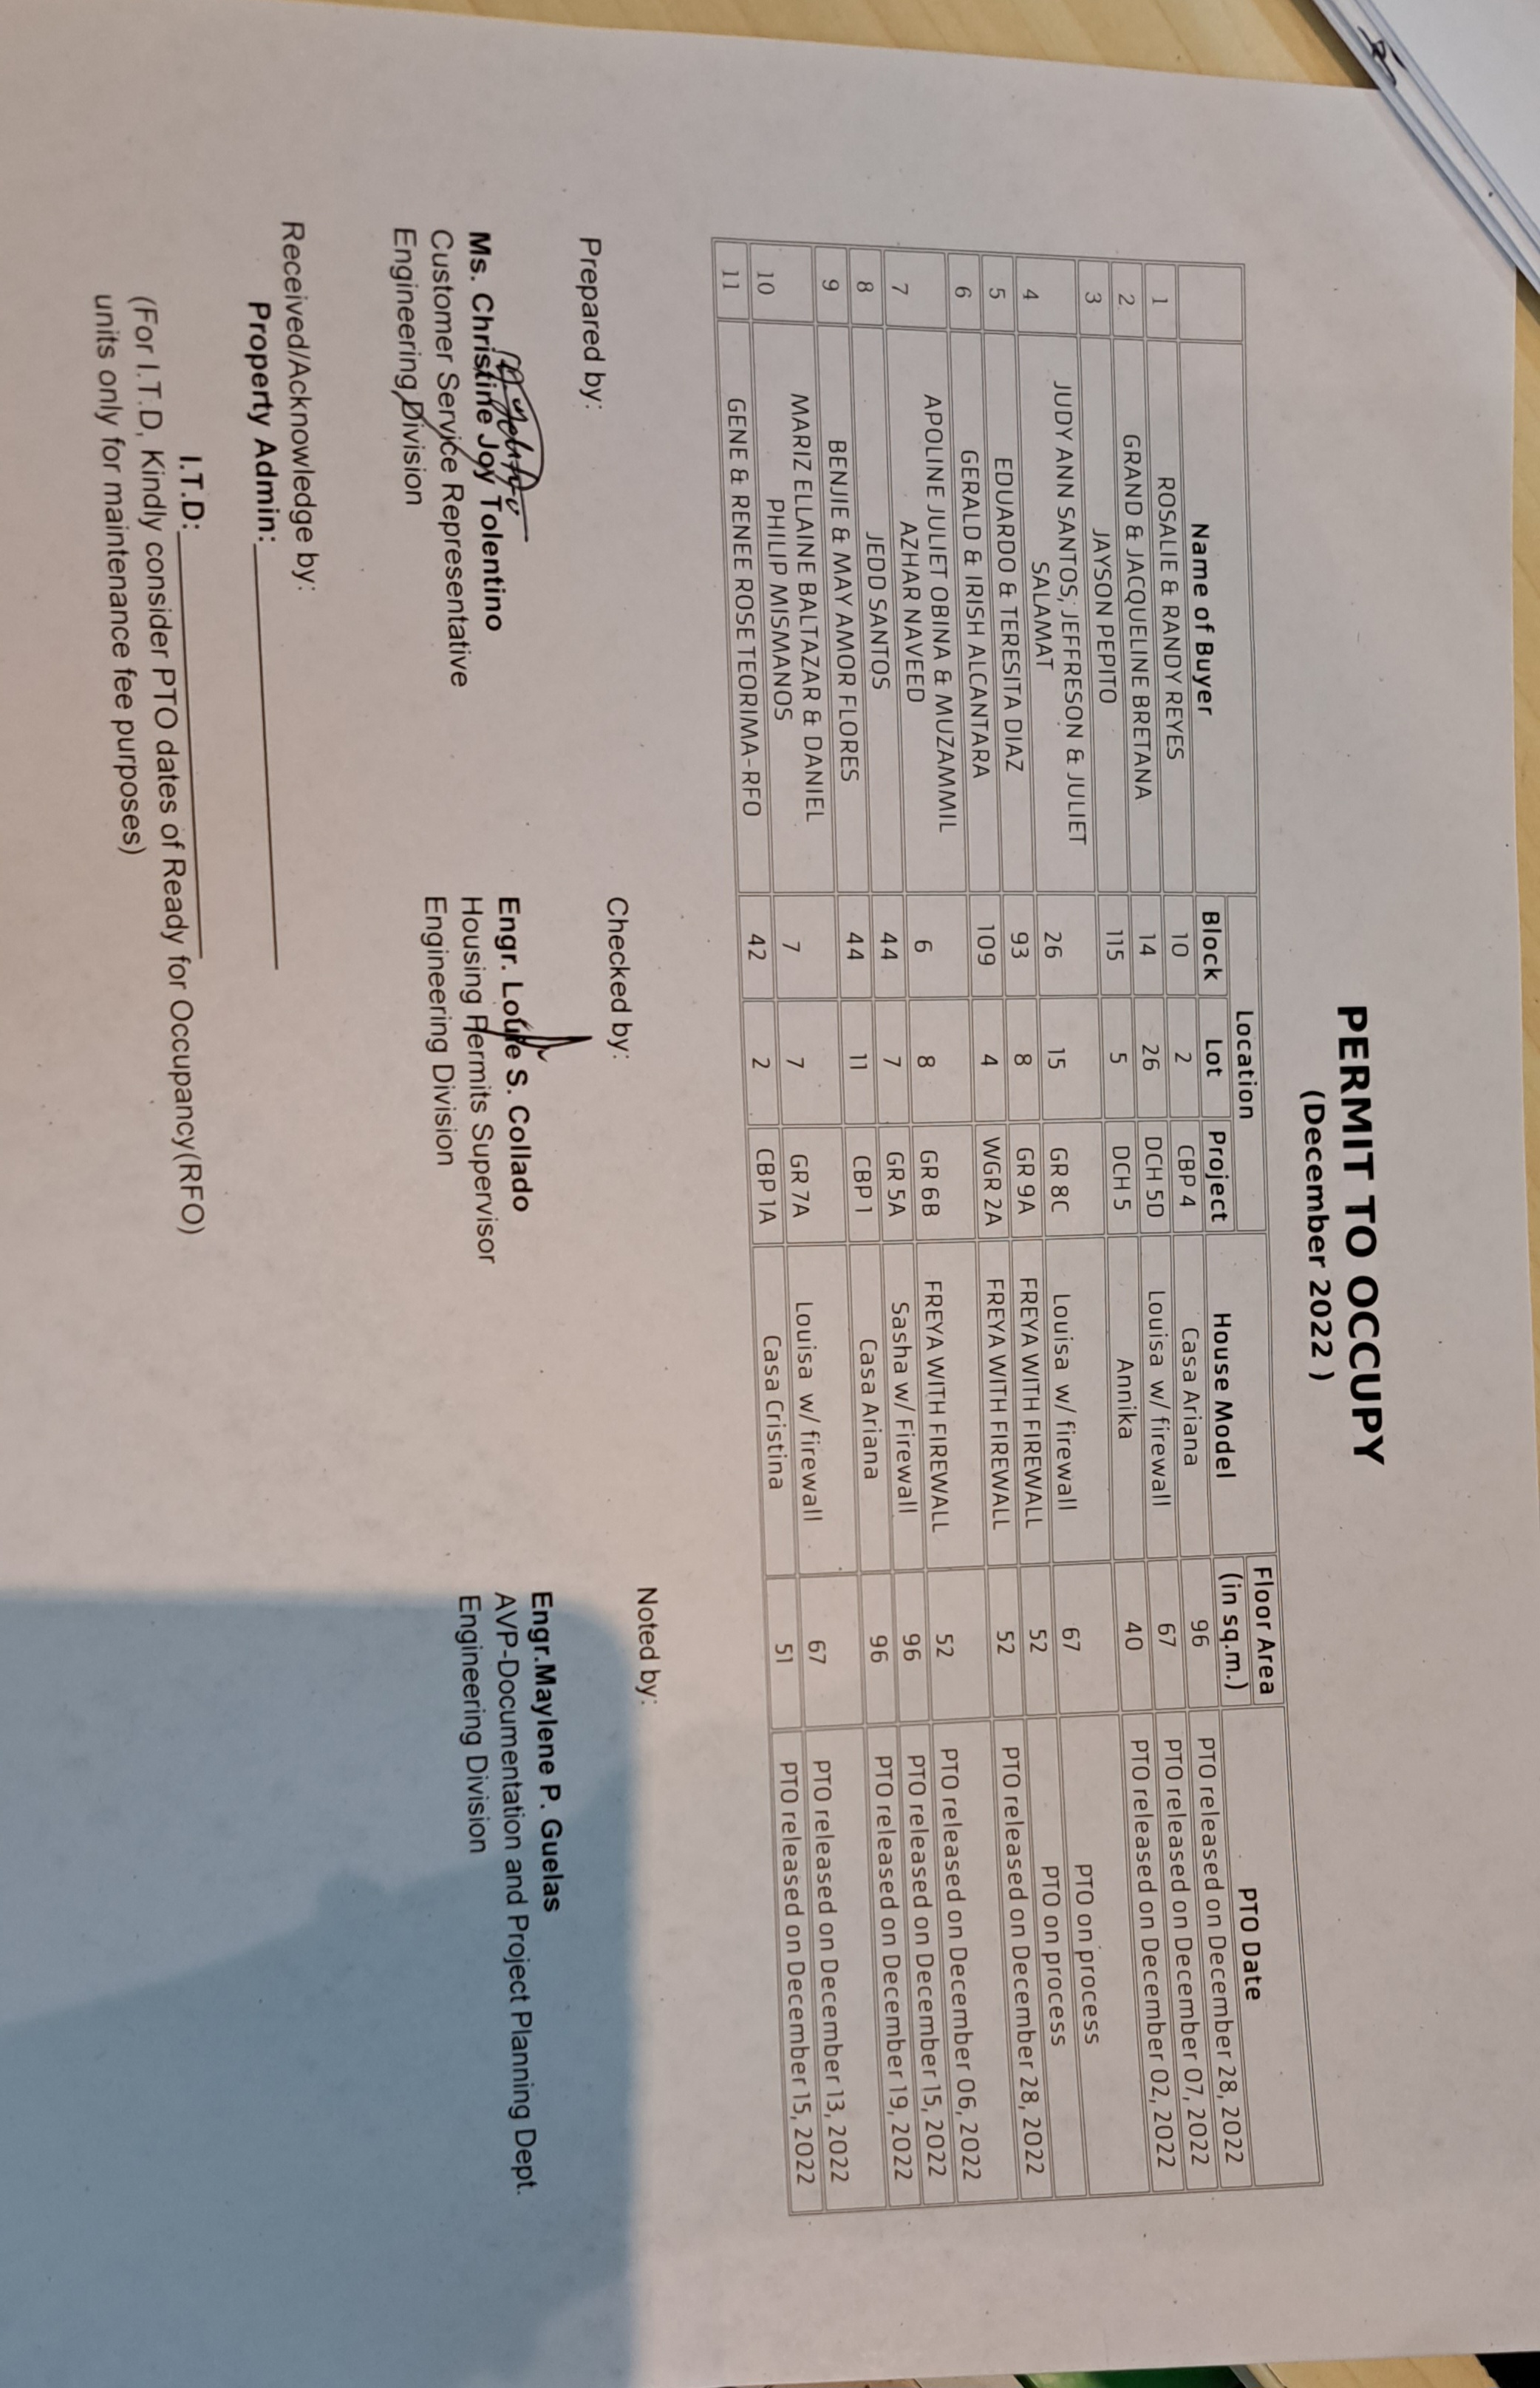 PERMIT TO OCCUPY
(December 2022 )
Name of Buyer Location House Model Floor Area (in sq.m.) PTO Date
Block Lot Project
1 ROSALIE & RANDY REYES 10 2 CBP 4 Casa Ariana 96 PTO released on December 28, 2022
2 GRAND & JACQUELINE BRETANA 14 26 DCH 5D Louisa w/ firewall 67 PTO released on December 07, 2022
3 JAYSON PEPITO 115 5 DCH 5 Annika 40 PTO released on December 02, 2022
4 JUDY ANN SANTOS, JEFFRESON & JULIET SALAMAT 26 15 GR 8C Louisa w/ firewall 67 PTO on process
5 EDUARDO & TERESITA DIAZ 93 8 GR 9A FREYA WITH FIREWALL 52 PTO on process
6 GERALD & IRISH ALCANTARA 109 4 WGR 2A FREYA WITH FIREWALL 52 PTO released on December 28, 2022
7 APOLINE JULIET OBINA & MUZAMMIL AZHAR NAVEED 6 8 GR 6B FREYA WITH FIREWALL 52 PTO released on December 06, 2022
8 JEDD SANTOS 44 7 GR 5A Sasha w/ Firewall 96 PTO released on December 15, 2022
9 BENJIE & MAY AMOR FLORES 44 11 CBP 1 Casa Ariana 96 PTO released on December 19, 2022
10 MARIZ ELLAINE BALTAZAR & DANIEL PHILIP MISMANOS 7 7 GR 7A Louisa w/ firewall 67 PTO released on December 13, 2022
11 GENE & RENEE ROSE TEORIMA-RFO 42 2 CBP 1A Casa Cristina 51 PTO released on December 15, 2022
Prepared by:
Ms. Christine Joy Tolentino
Customer Service Representative
Engineering Division
Checked by:
Engr. Louie S. Collado
Housing Permits Supervisor
Engineering Division
Noted by:
Engr.Maylene P. Guelas
AVP-Documentation and Project Planning Dept.
Engineering Division
Received/Acknowledge by:
Property Admin:
I.T.D:
(For I.T.D, Kindly consider PTO dates of Ready for Occupancy(RFO)
units only for maintenance fee purposes)